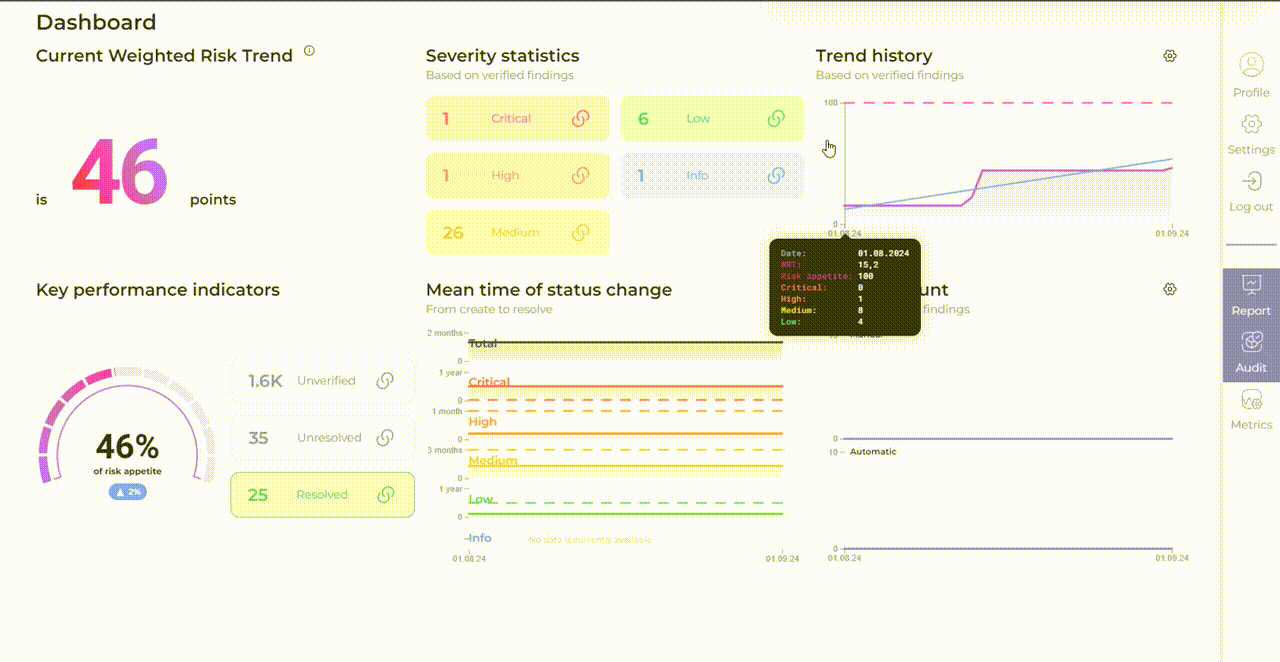 Dashboard
Current Weighted Risk Trend
is 46 points
Severity statistics
Based on verified findings
1 Critical
6 Low
1 High
1 Info
26 Medium
Trend history
Based on verified findings
100
0
01.08.24
01.09.24
Date: 01.08.2024
WRT: 15,2
Risk appetite: 100
Critical: 0
High: 1
Medium: 8
Low: 4
Key performance indicators
46%
of risk appetite
2%
1.6K Unverified
35 Unresolved
25 Resolved
Mean time of status change
From create to resolve
2 months
Total
0
1 year
Critical
0
1 month
High
0
3 months
Medium
0
1 year
Low
0
Info
No data is currently available
01.08.24
01.09.24
findings
0
10
Automatic
0
01.08.24
01.09.24
Profile
Settings
Log out
Report
Audit
Metrics